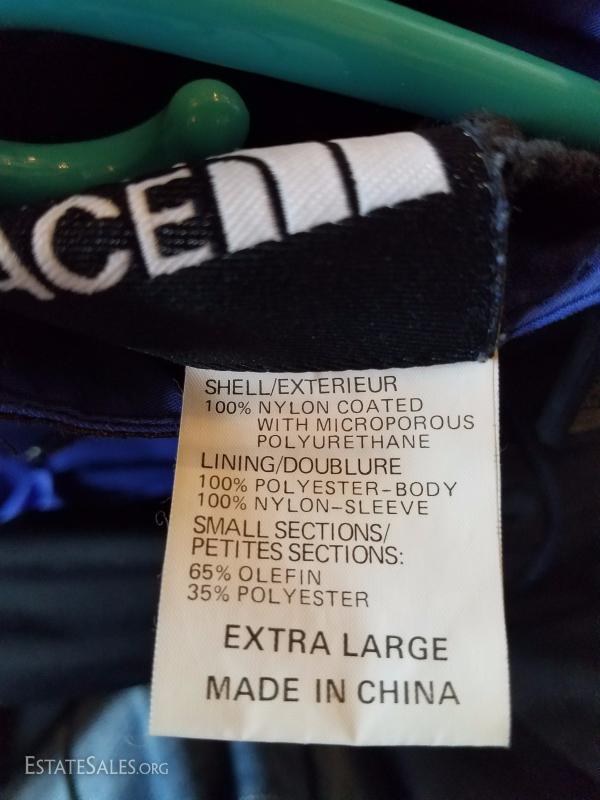 ACE
SHELL/EXTERIEUR
100% NYLON COATED
WITH MICROPOROUS
POLYURETHANE
LINING/DOUBLURE
100% POLYESTER-BODY
100% NYLON-SLEEVE
SMALL SECTIONS/
PETITES SECTIONS:
65% OLEFIN
35% POLYESTER
EXTRA LARGE
MADE IN CHINA
ESTATESALES.ORG